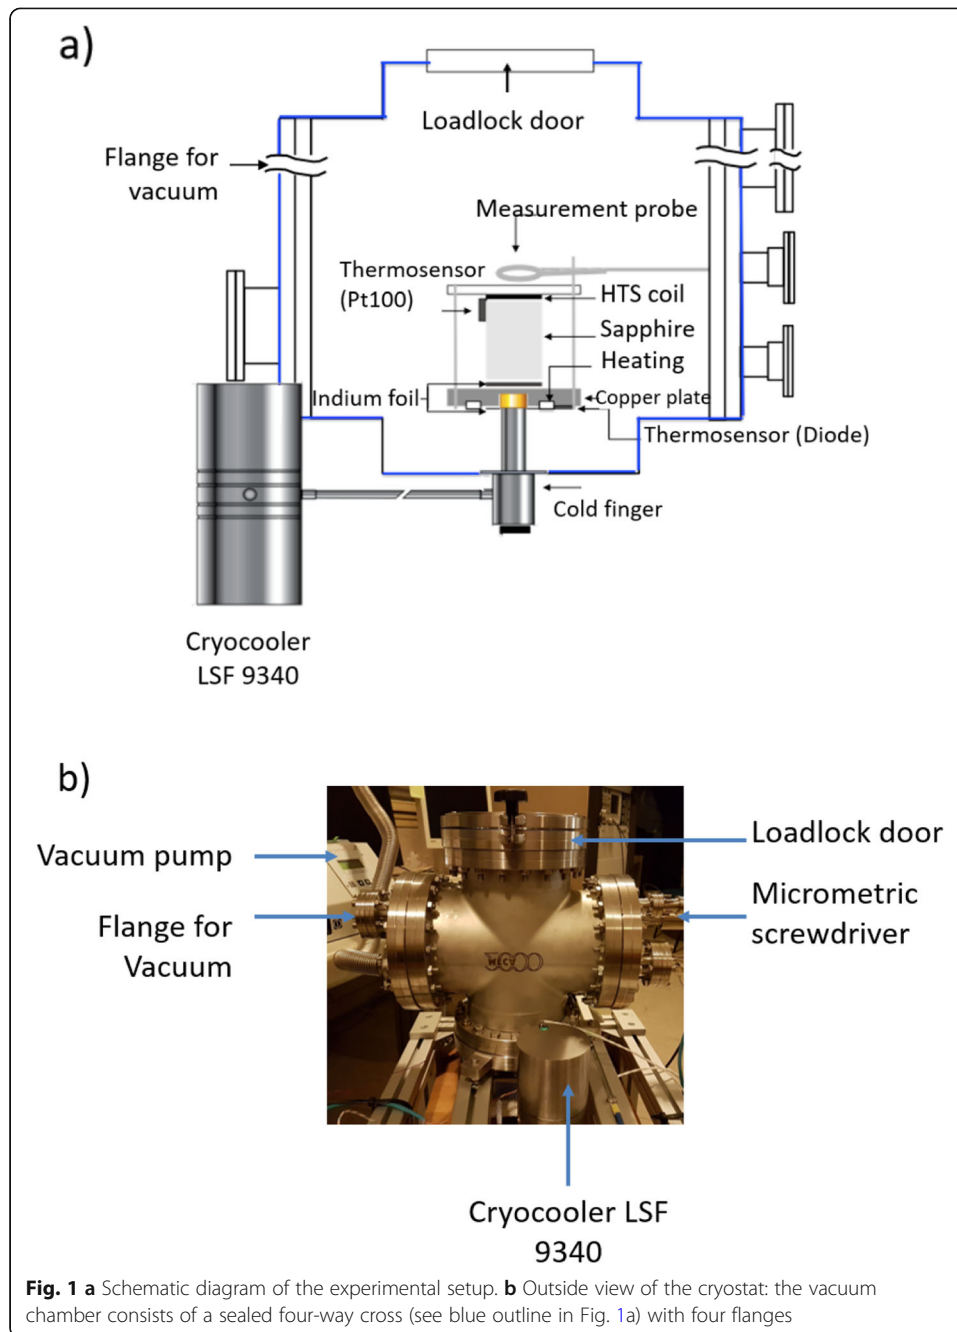 a)
Loadlock door
Flange for
vacuum
Measurement probe
Thermosensor
(Pt100)
HTS coil
Sapphire
Heating
Indium foil
Copper plate
Thermosensor (Diode)
Cold finger
Cryocooler
LSF 9340
b)
Vacuum pump
Loadlock door
Flange for
Vacuum
Micrometric
screwdriver
Cryocooler LSF
9340
Fig. 1 a Schematic diagram of the experimental setup. b Outside view of the cryostat: the vacuum
chamber consists of a sealed four-way cross (see blue outline in Fig. 1a) with four flanges